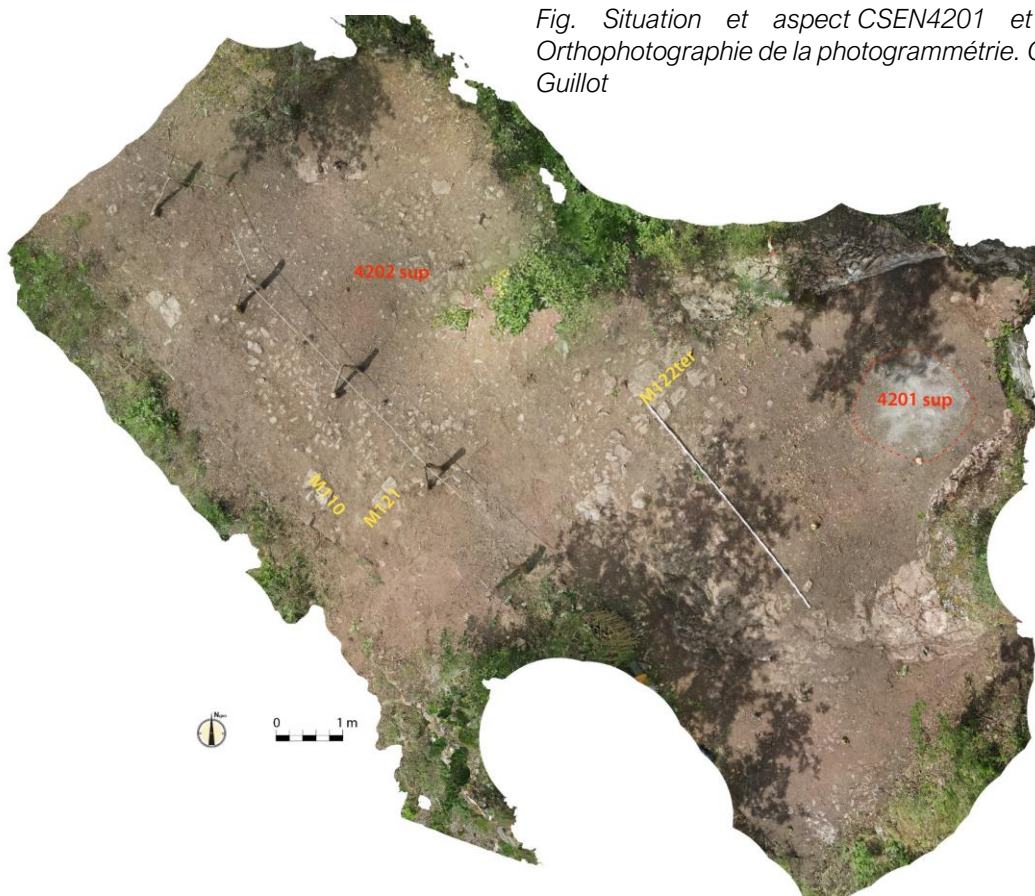 Fig. Situation et aspect CSEN4201 et
Orthophotographie de la photogrammétrie.
Guillot
4202 sup
M122ter
4201 sup
M110
M121
0 1 m